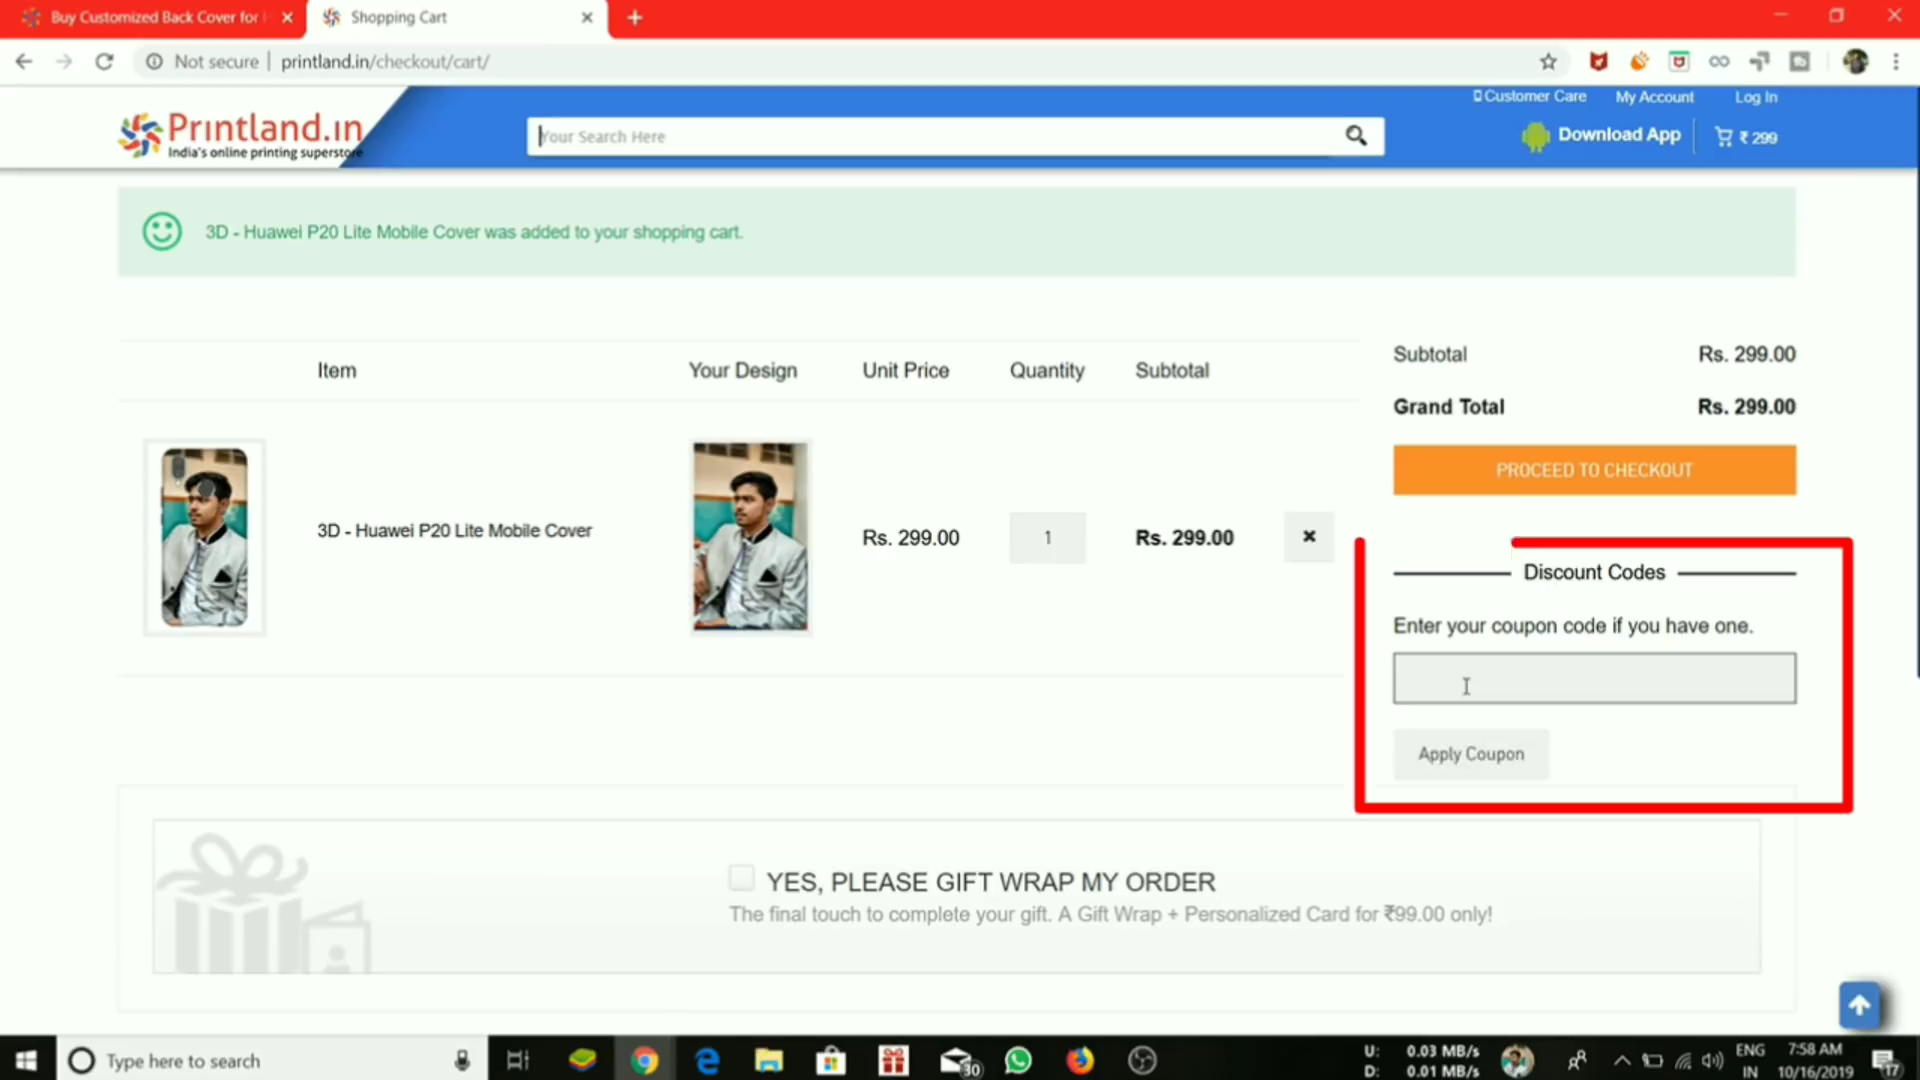 Buy Customized Back Cover for
Shopping Cart
Not secure | printland.in/checkout/cart/
Customer Care
My Account
Log In
Printland.in
India's online printing superstore
Your Search Here
Download App
₹ 299
3D - Huawei P20 Lite Mobile Cover was added to your shopping cart.
Item
Your Design
Unit Price
Quantity
Subtotal
3D - Huawei P20 Lite Mobile Cover
Rs. 299.00
1
Rs. 299.00
Subtotal
Rs. 299.00
Grand Total
Rs. 299.00
PROCEED TO CHECKOUT
Discount Codes
Enter your coupon code if you have one.
Apply Coupon
YES, PLEASE GIFT WRAP MY ORDER
The final touch to complete your gift. A Gift Wrap + Personalized Card for ₹99.00 only!
Type here to search
30
U: 0.03 MB/s
D: 0.01 MB/s
ENG
IN
7:58 AM
10/16/2019
17